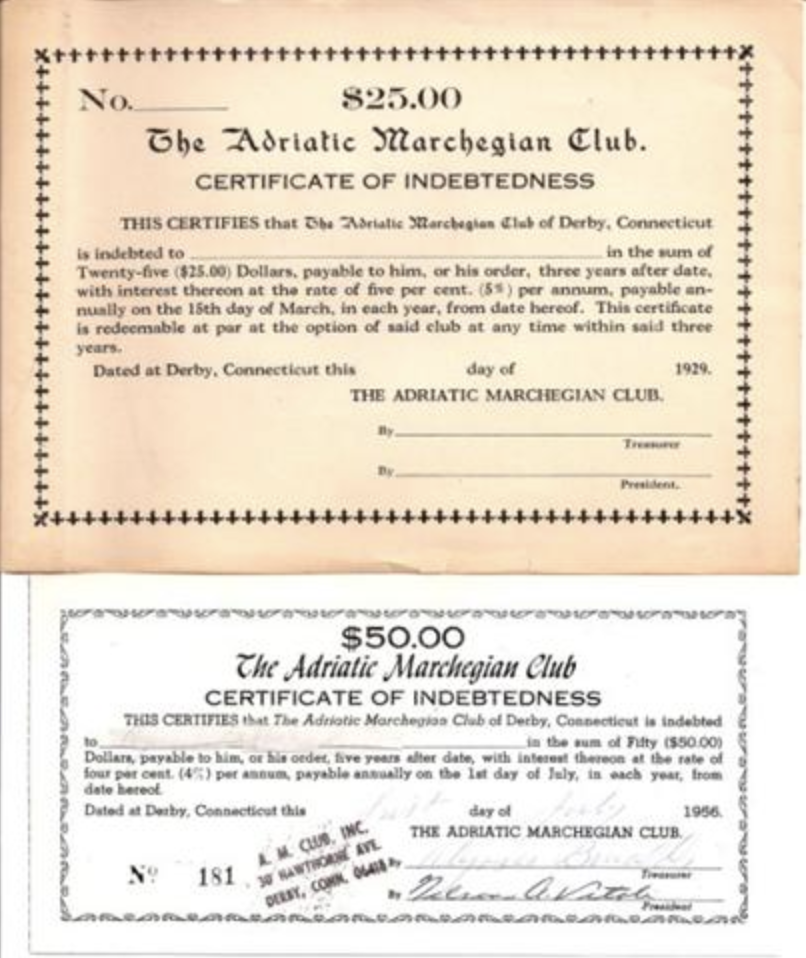 No.
$25.00
The Adriatic Marchegian Club.
CERTIFICATE OF INDEBTEDNESS
THIS CERTIFIES that The Adriatic Marchegian Club of Derby, Connecticut
is indebted to in the sum of
Twenty-five ($25.00) Dollars, payable to him, or his order, three years after date,
with interest thereon at the rate of five per cent. (5%) per annum, payable an-
nually on the 15th day of March, in each year, from date hereof. This certificate
is redeemable at par at the option of said club at any time within said three
years.
Dated at Derby, Connecticut this day of 1929.
THE ADRIATIC MARCHEGIAN CLUB.
By
Treasurer
By
President.
$50.00
The Adriatic Marchegian Club
CERTIFICATE OF INDEBTEDNESS
THIS CERTIFIES that The Adriatic Marchegian Club of Derby, Connecticut is indebted
to in the sum of Fifty ($50.00)
Dollars, payable to him, or his order, five years after date, with interest thereon at the rate of
four per cent. (4%) per annum, payable annually on the 1st day of July, in each year, from
date hereof.
Dated at Derby, Connecticut this first day of July 1956.
THE ADRIATIC MARCHEGIAN CLUB.
A. M. CLUB, INC.
30 HAWTHORNE AVE.
DERBY, CONN. 06418
No 181
By
Treasurer
By Nelson A. Vitale
President